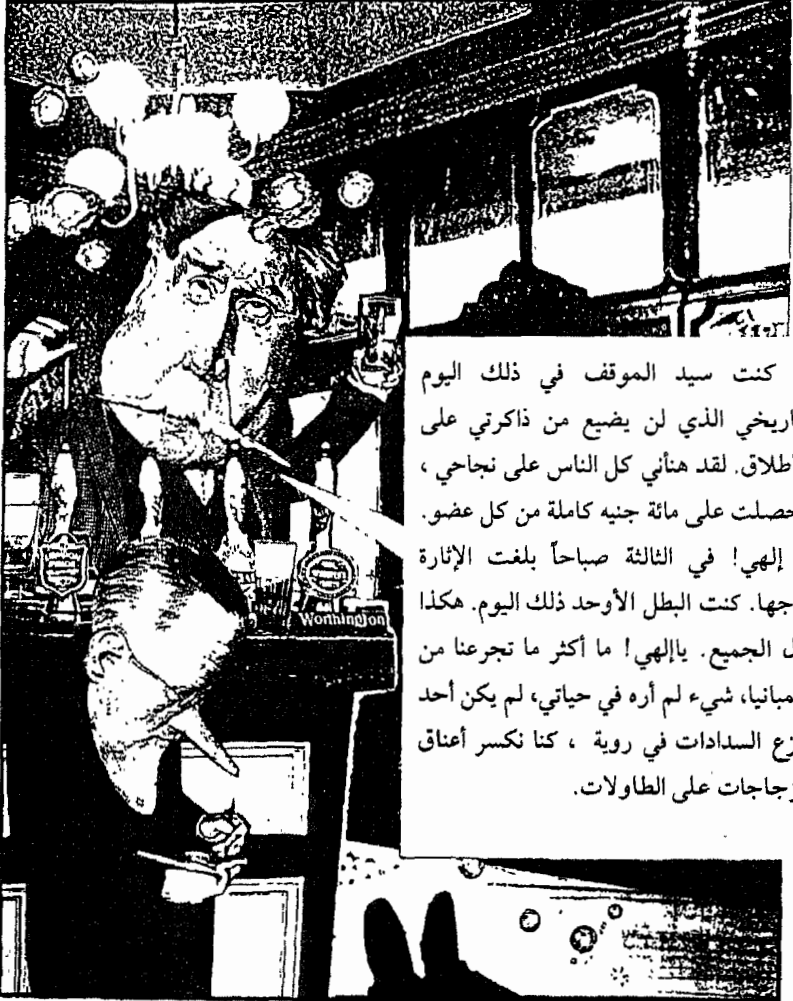 كنت سيد الموقف في ذلك اليوم
اريخي الذي لن يضيع من ذاكرتي على
اطلاق. لقد هنأني كل الناس على نجاحي ،
حصلت على مائة جنيه كاملة من كل عضو.
إلهي! في الثالثة صباحاً بلغت الإثارة
جها. كنت البطل الأوحد ذلك اليوم. هكذا
ل الجميع. ياإلهي! ما أكثر ما تجرعنا من
مبانيا، شيء لم أره في حياتي، لم يكن أحد
زع السدادات في روية ، كنا نكسر أعناق
زجاجات على الطاولات.
Worthington